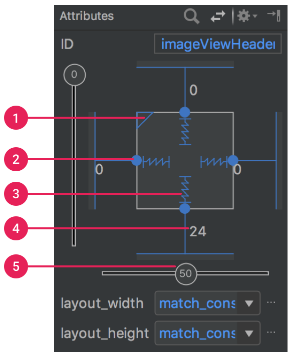 Attributes
ID imageViewHeader
0
0
1
2
0 0
3
4
24
5
50
layout_width match_cons
layout_height match_cons